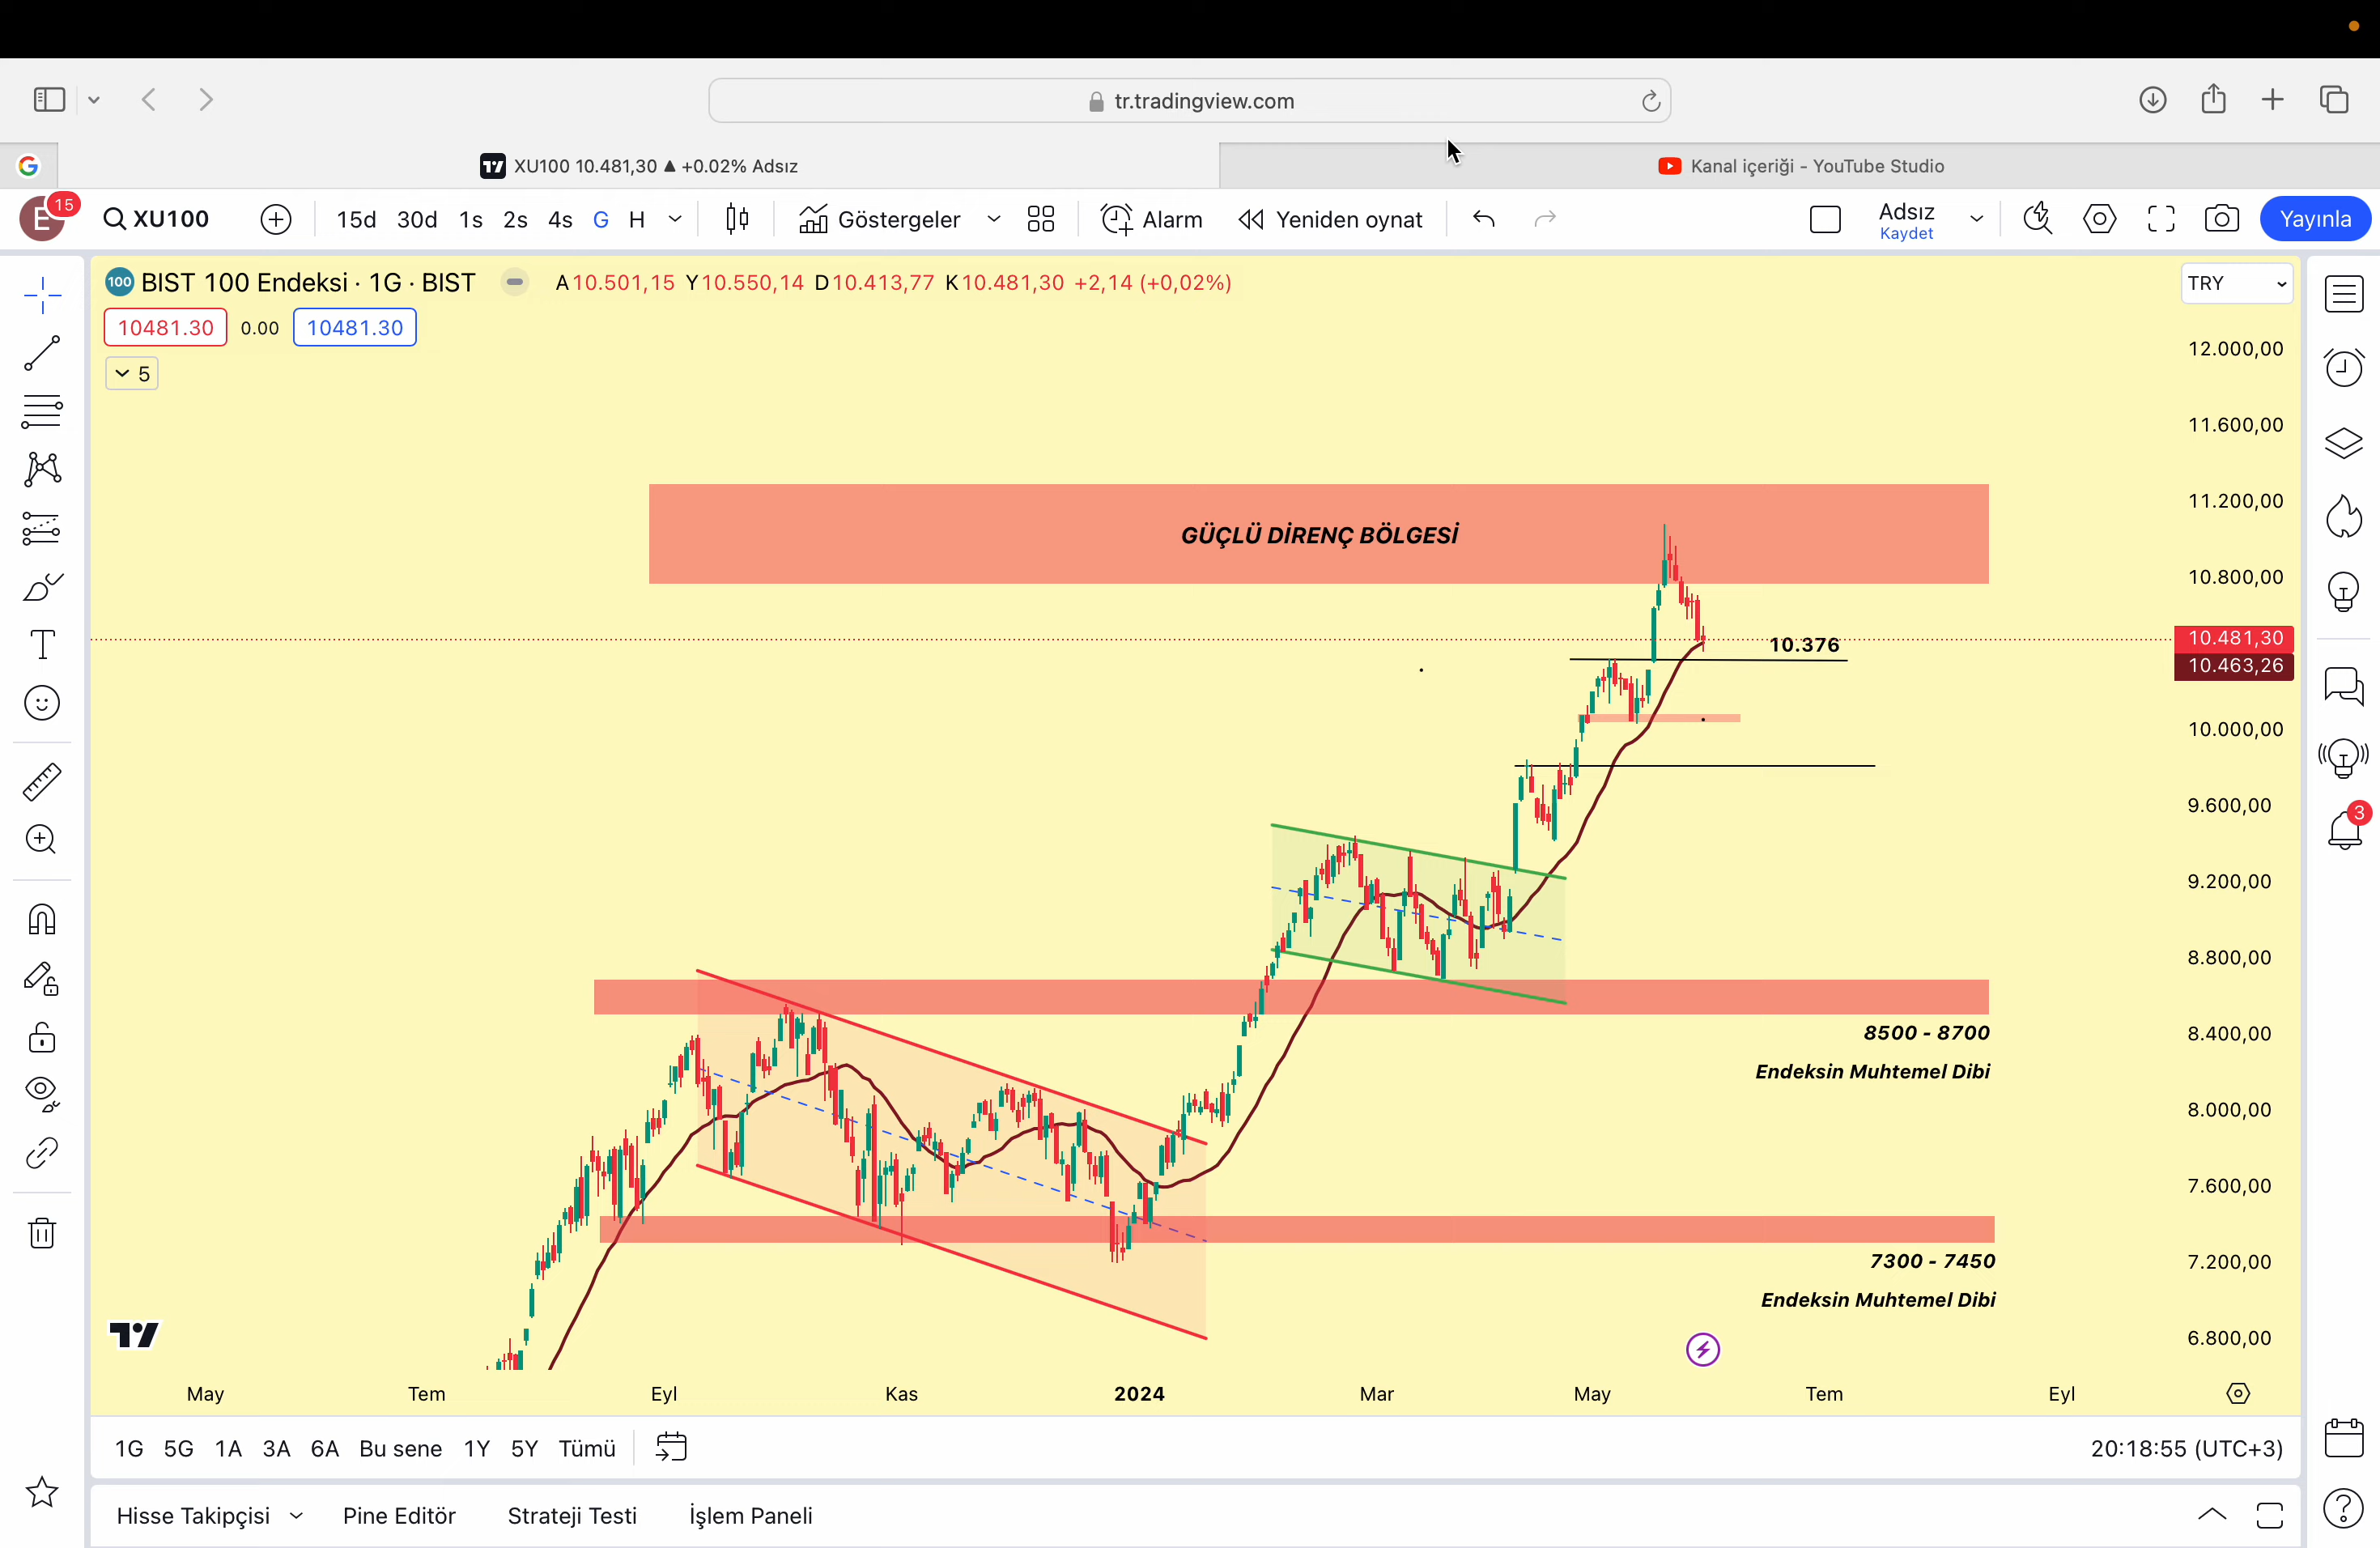 tr.tradingview.com
XU100 10.481,30 ▲ +0.02% Adsız
Kanal içeriği - YouTube Studio
E 15
XU100
15d 30d 1s 2s 4s G H
Göstergeler
Alarm
Yeniden oynat
Adsız
Kaydet
Yayınla
100 BIST 100 Endeksi · 1G · BIST
A10.501,15 Y10.550,14 D10.413,77 K10.481,30 +2,14 (+0,02%)
TRY
10481.30 0.00 10481.30
5
12.000,00
11.600,00
11.200,00
GÜÇLÜ DİRENÇ BÖLGESİ
10.800,00
10.481,30
10.376
10.463,26
10.000,00
9.600,00
3
9.200,00
8.800,00
8500 - 8700
8.400,00
Endeksin Muhtemel Dibi
8.000,00
7.600,00
7300 - 7450
7.200,00
Endeksin Muhtemel Dibi
6.800,00
May Tem Eyl Kas 2024 Mar May Tem Eyl
1G 5G 1A 3A 6A Bu sene 1Y 5Y Tümü
20:18:55 (UTC+3)
Hisse Takipçisi Pine Editör Strateji Testi İşlem Paneli